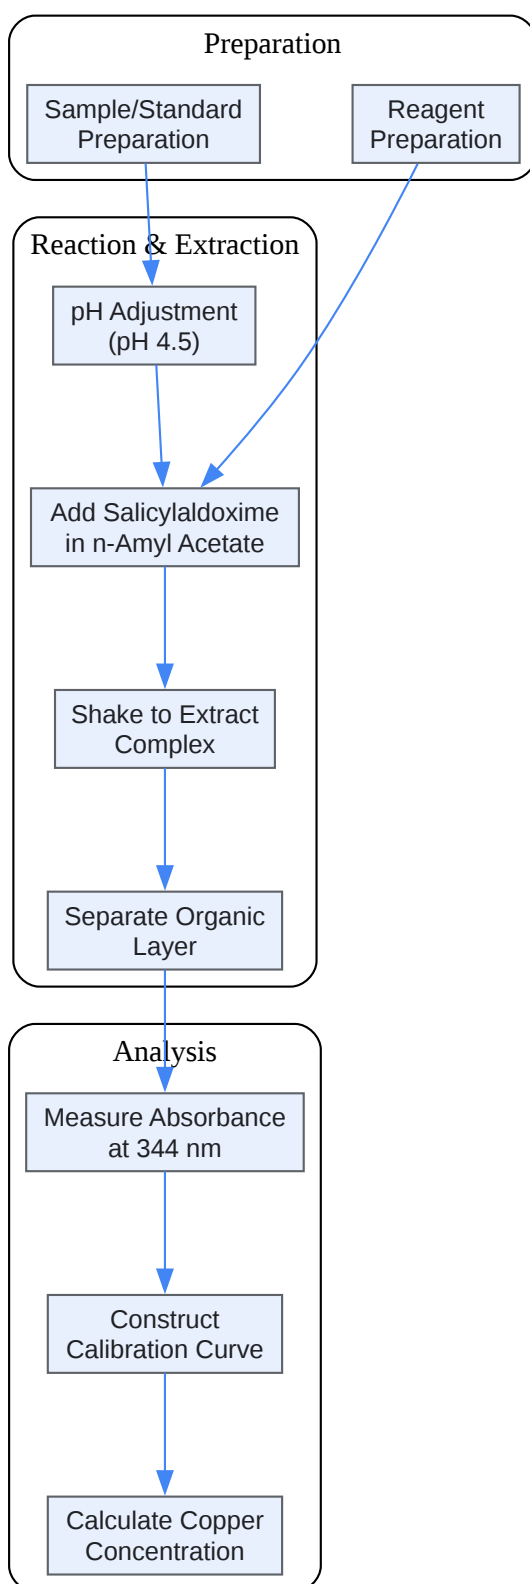 Preparation
Sample/Standard
Preparation
Reagent
Preparation
Reaction & Extraction
pH Adjustment
(pH 4.5)
Add Salicylaldoxime
in n-Amyl Acetate
Shake to Extract
Complex
Separate Organic
Layer
Analysis
Measure Absorbance
at 344 nm
Construct
Calibration Curve
Calculate Copper
Concentration